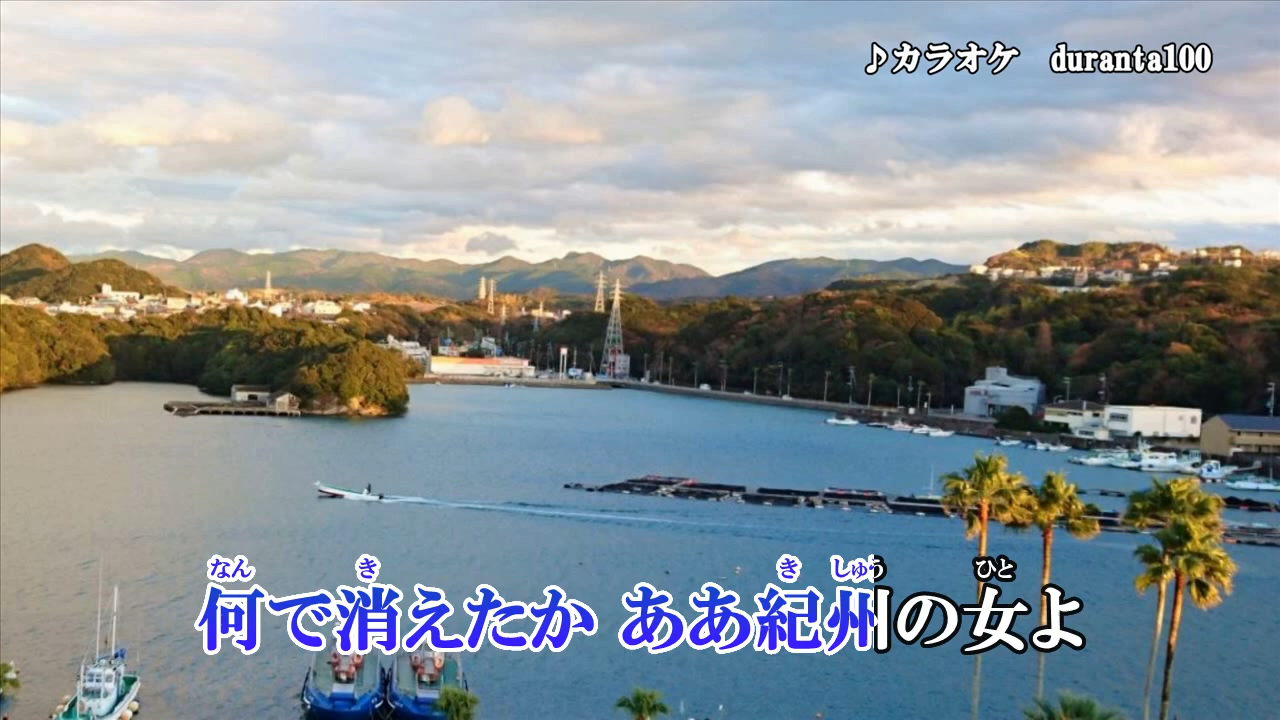 ♪カラオケ　duranta100
なん き き しゅう ひと
何で消えたか ああ紀州の女よ